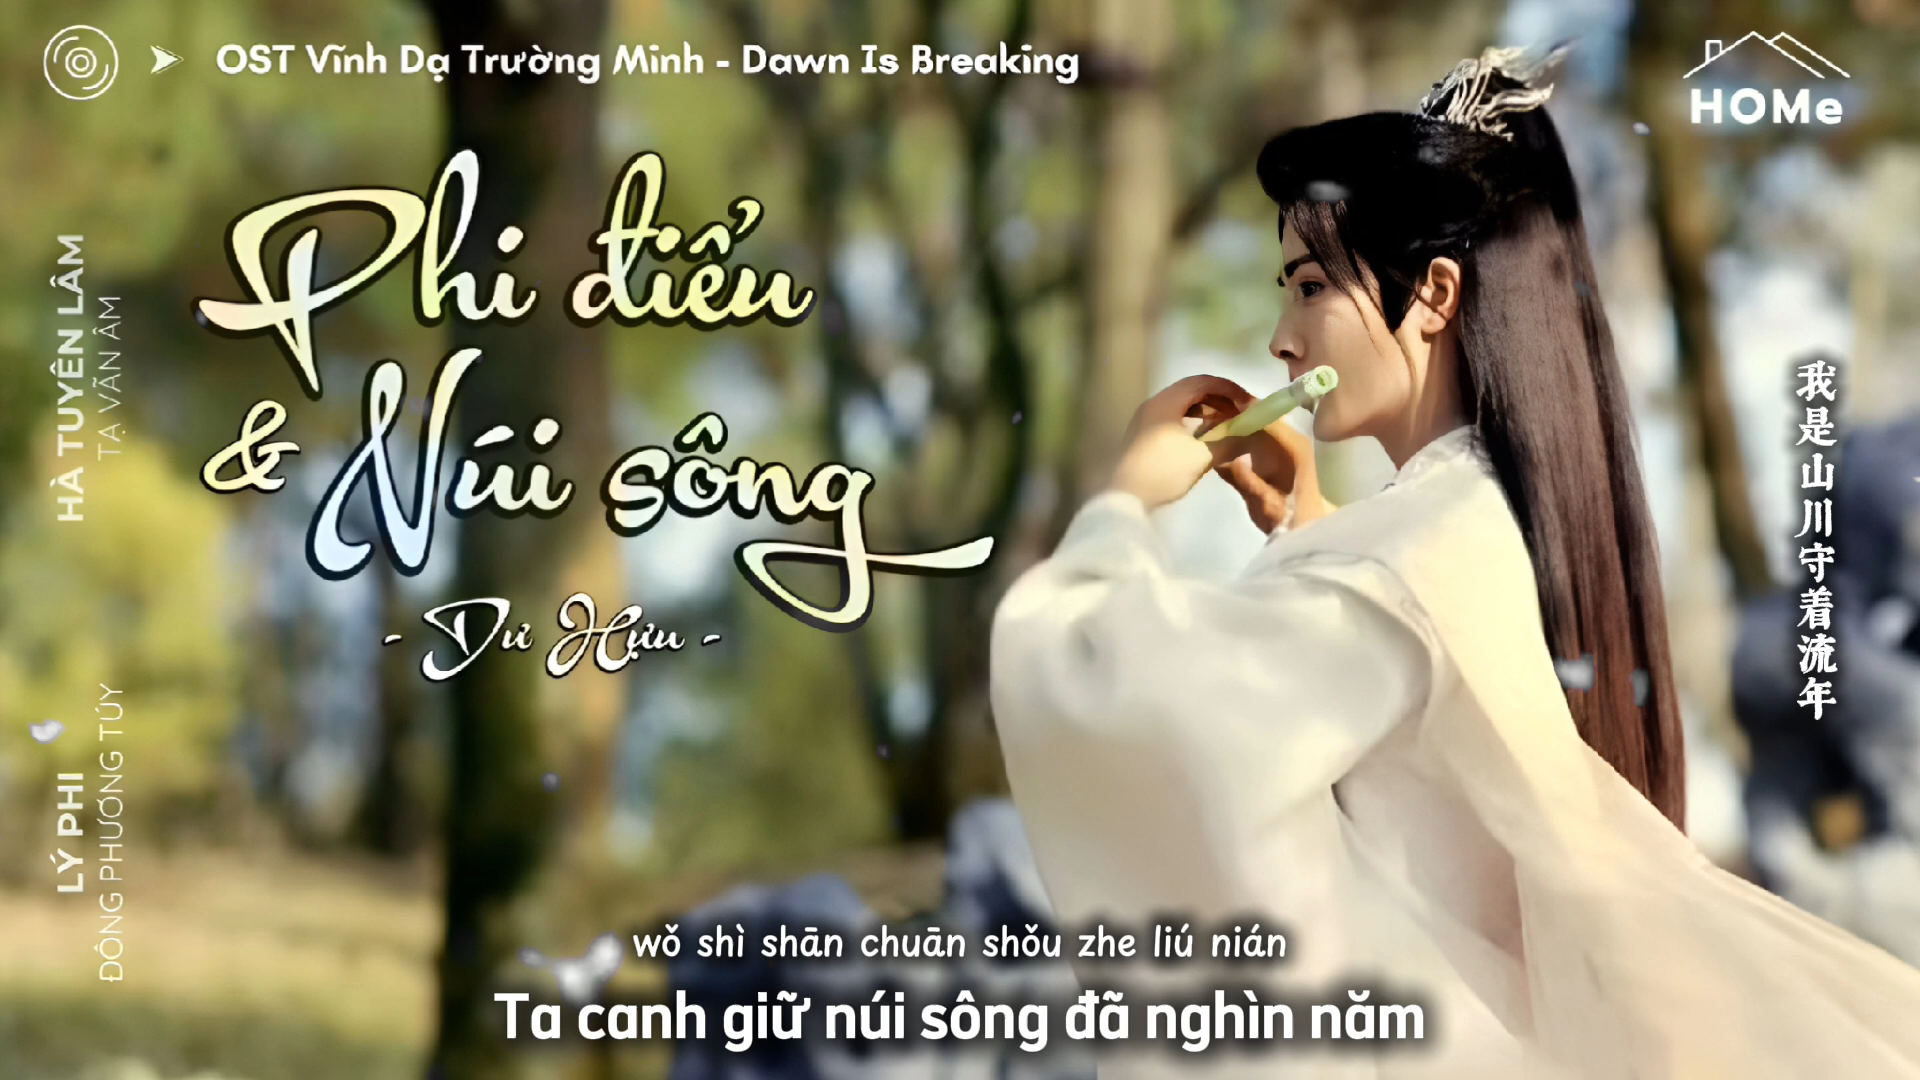 OST Vĩnh Dạ Trường Minh - Dawn Is Breaking
HOMe
Phi điểu
& Núi sông
- Dư Hựu -
HÀ TUYÊN LÂM
TẠ VÃN ÂM
LÝ PHI
ĐÔNG PHƯƠNG TÚY
我是山川守着流年
wǒ shì shān chuān shǒu zhe liú nián
Ta canh giữ núi sông đã nghìn năm